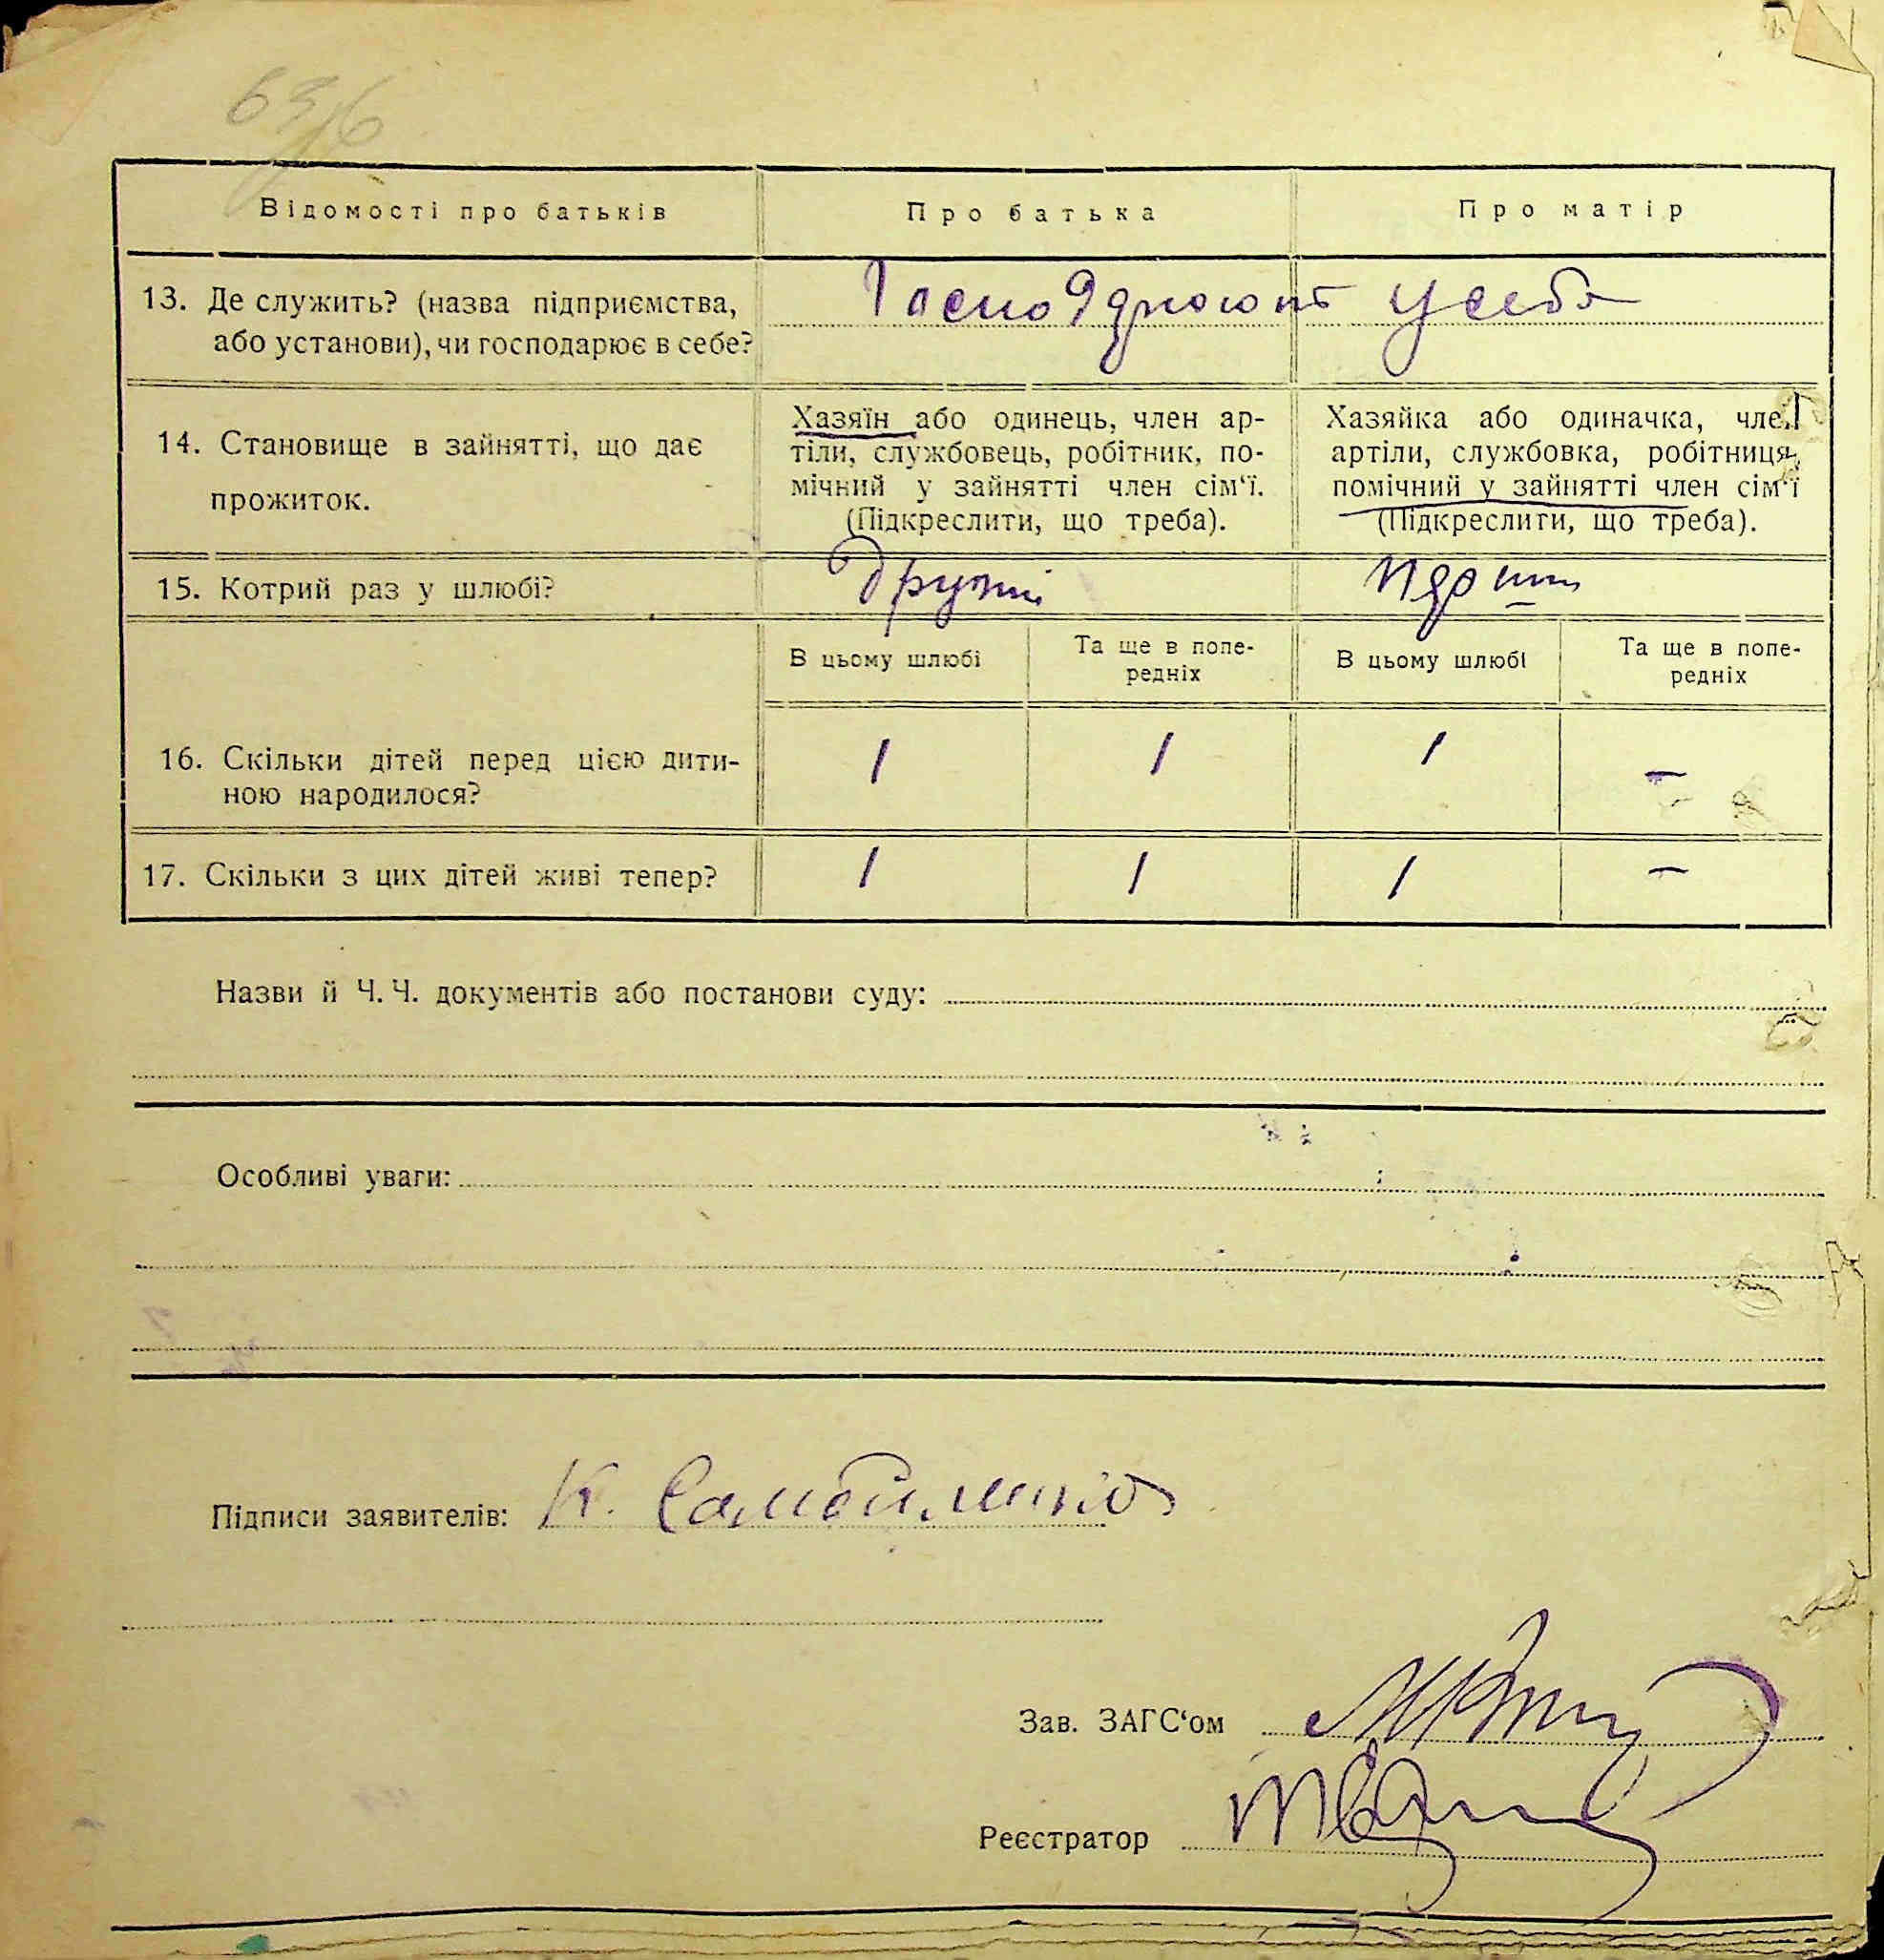 Відомості про батьків
Про батька
Про матір
13. Де служить? (назва підприємства,
або установи), чи господарює в себе?
у себе
14. Становище в зайнятті, що дає
прожиток.
Хазяїн або одинець, член ар-
тіли, службовець, робітник, по-
мічний у зайнятті член сім‘ї.
(Підкреслити, що треба).
Хазяйка або одиначка, член
артіли, службовка, робітниця,
помічний у зайнятті член сім‘ї
(Підкреслити, що треба).
15. Котрий раз у шлюбі?
В цьому шлюбі
Та ще в попе-
редніх
В цьому шлюбі
Та ще в попе-
редніх
16. Скільки дітей перед цією дити-
ною народилося?
1 1 1 –
17. Скільки з цих дітей живі тепер?
1 1 1 –
Назви й Ч. Ч. документів або постанови суду:
Особливі уваги:
Підписи заявителів: К.
Зав. ЗАГС‘ом
Реєстратор